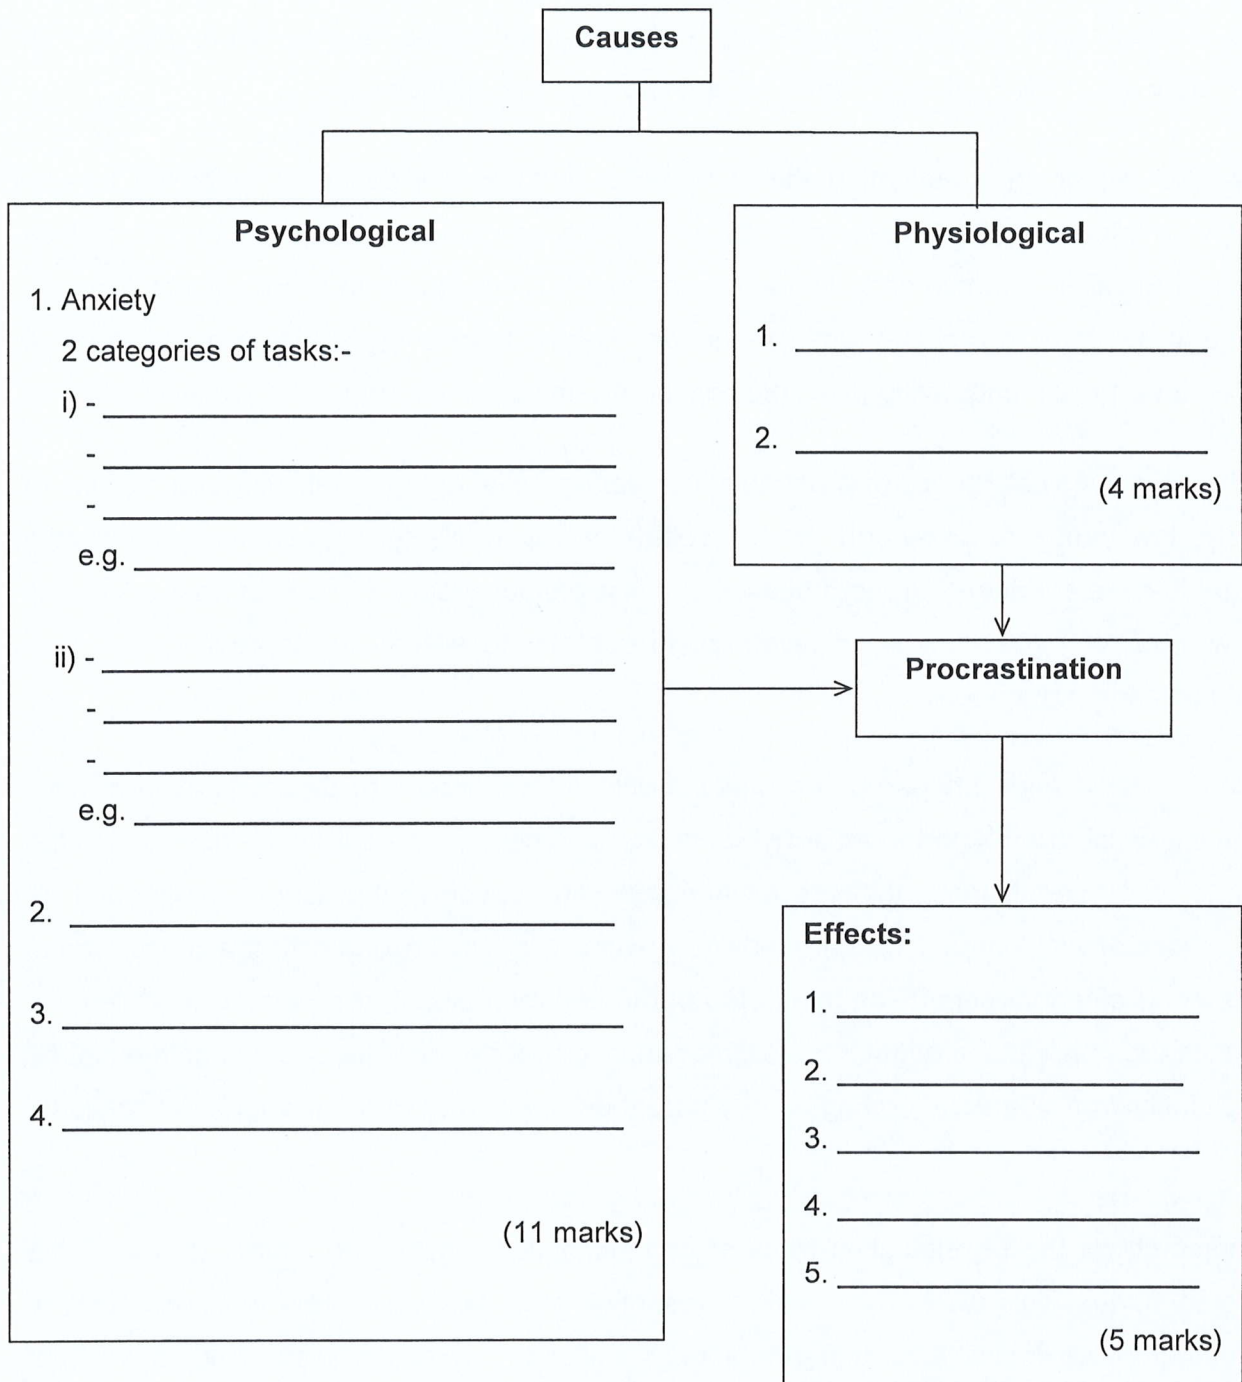 Causes
Psychological
1. Anxiety
2 categories of tasks:-
i) -
-
-
e.g.
ii) -
-
-
e.g.
2.
3.
4.
(11 marks)
Physiological
1.
2.
(4 marks)
Procrastination
Effects:
1.
2.
3.
4.
5.
(5 marks)